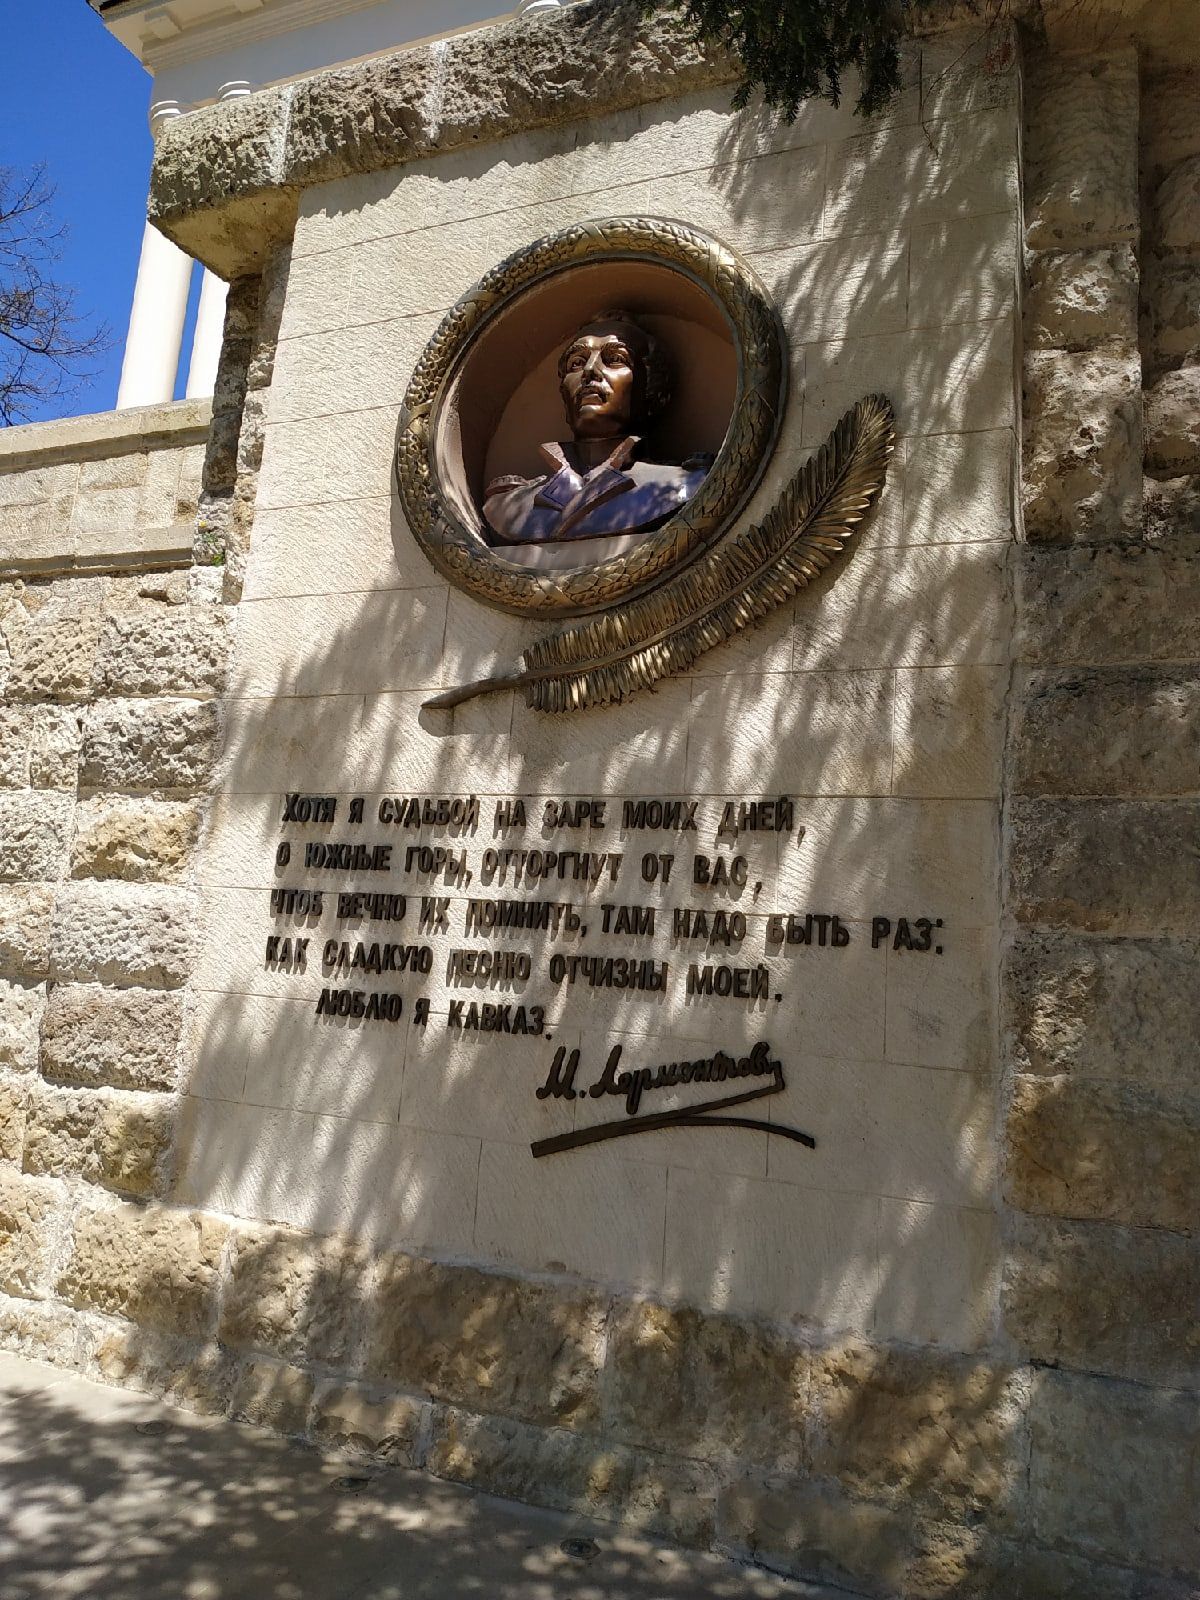 Хотя я судьбой на заре моих дней,
о южные горы, отторгнут от вас,
чтоб вечно их помнить, там надо быть раз:
как сладкую песню отчизны моей,
люблю я Кавказ.
М. Лермонтовъ